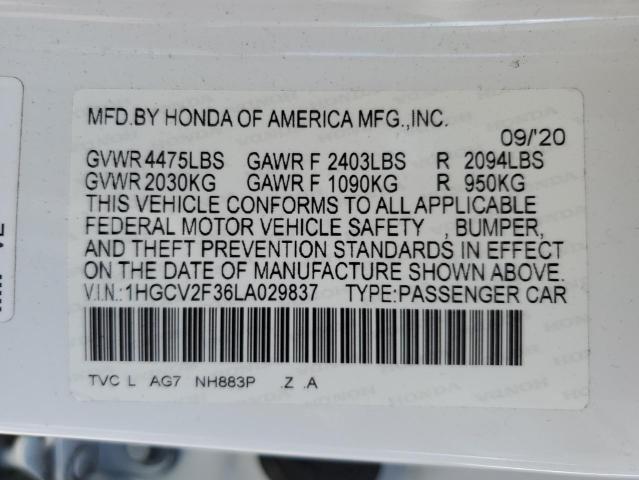 MFD.BY HONDA OF AMERICA MFG.,INC.
09/'20
GVWR 4475LBS GAWR F 2403LBS R 2094LBS
GVWR 2030KG GAWR F 1090KG R 950KG
THIS VEHICLE CONFORMS TO ALL APPLICABLE
FEDERAL MOTOR VEHICLE SAFETY , BUMPER,
AND THEFT PREVENTION STANDARDS IN EFFECT
ON THE DATE OF MANUFACTURE SHOWN ABOVE.
V.I.N.:1HGCV2F36LA029837 TYPE:PASSENGER CAR
TVC L AG7 NH883P .Z .A